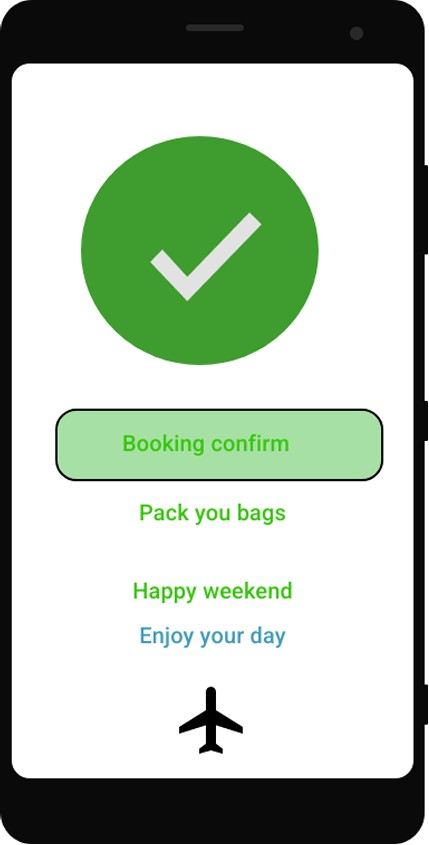 Booking confirm
Pack you bags
Happy weekend
Enjoy your day